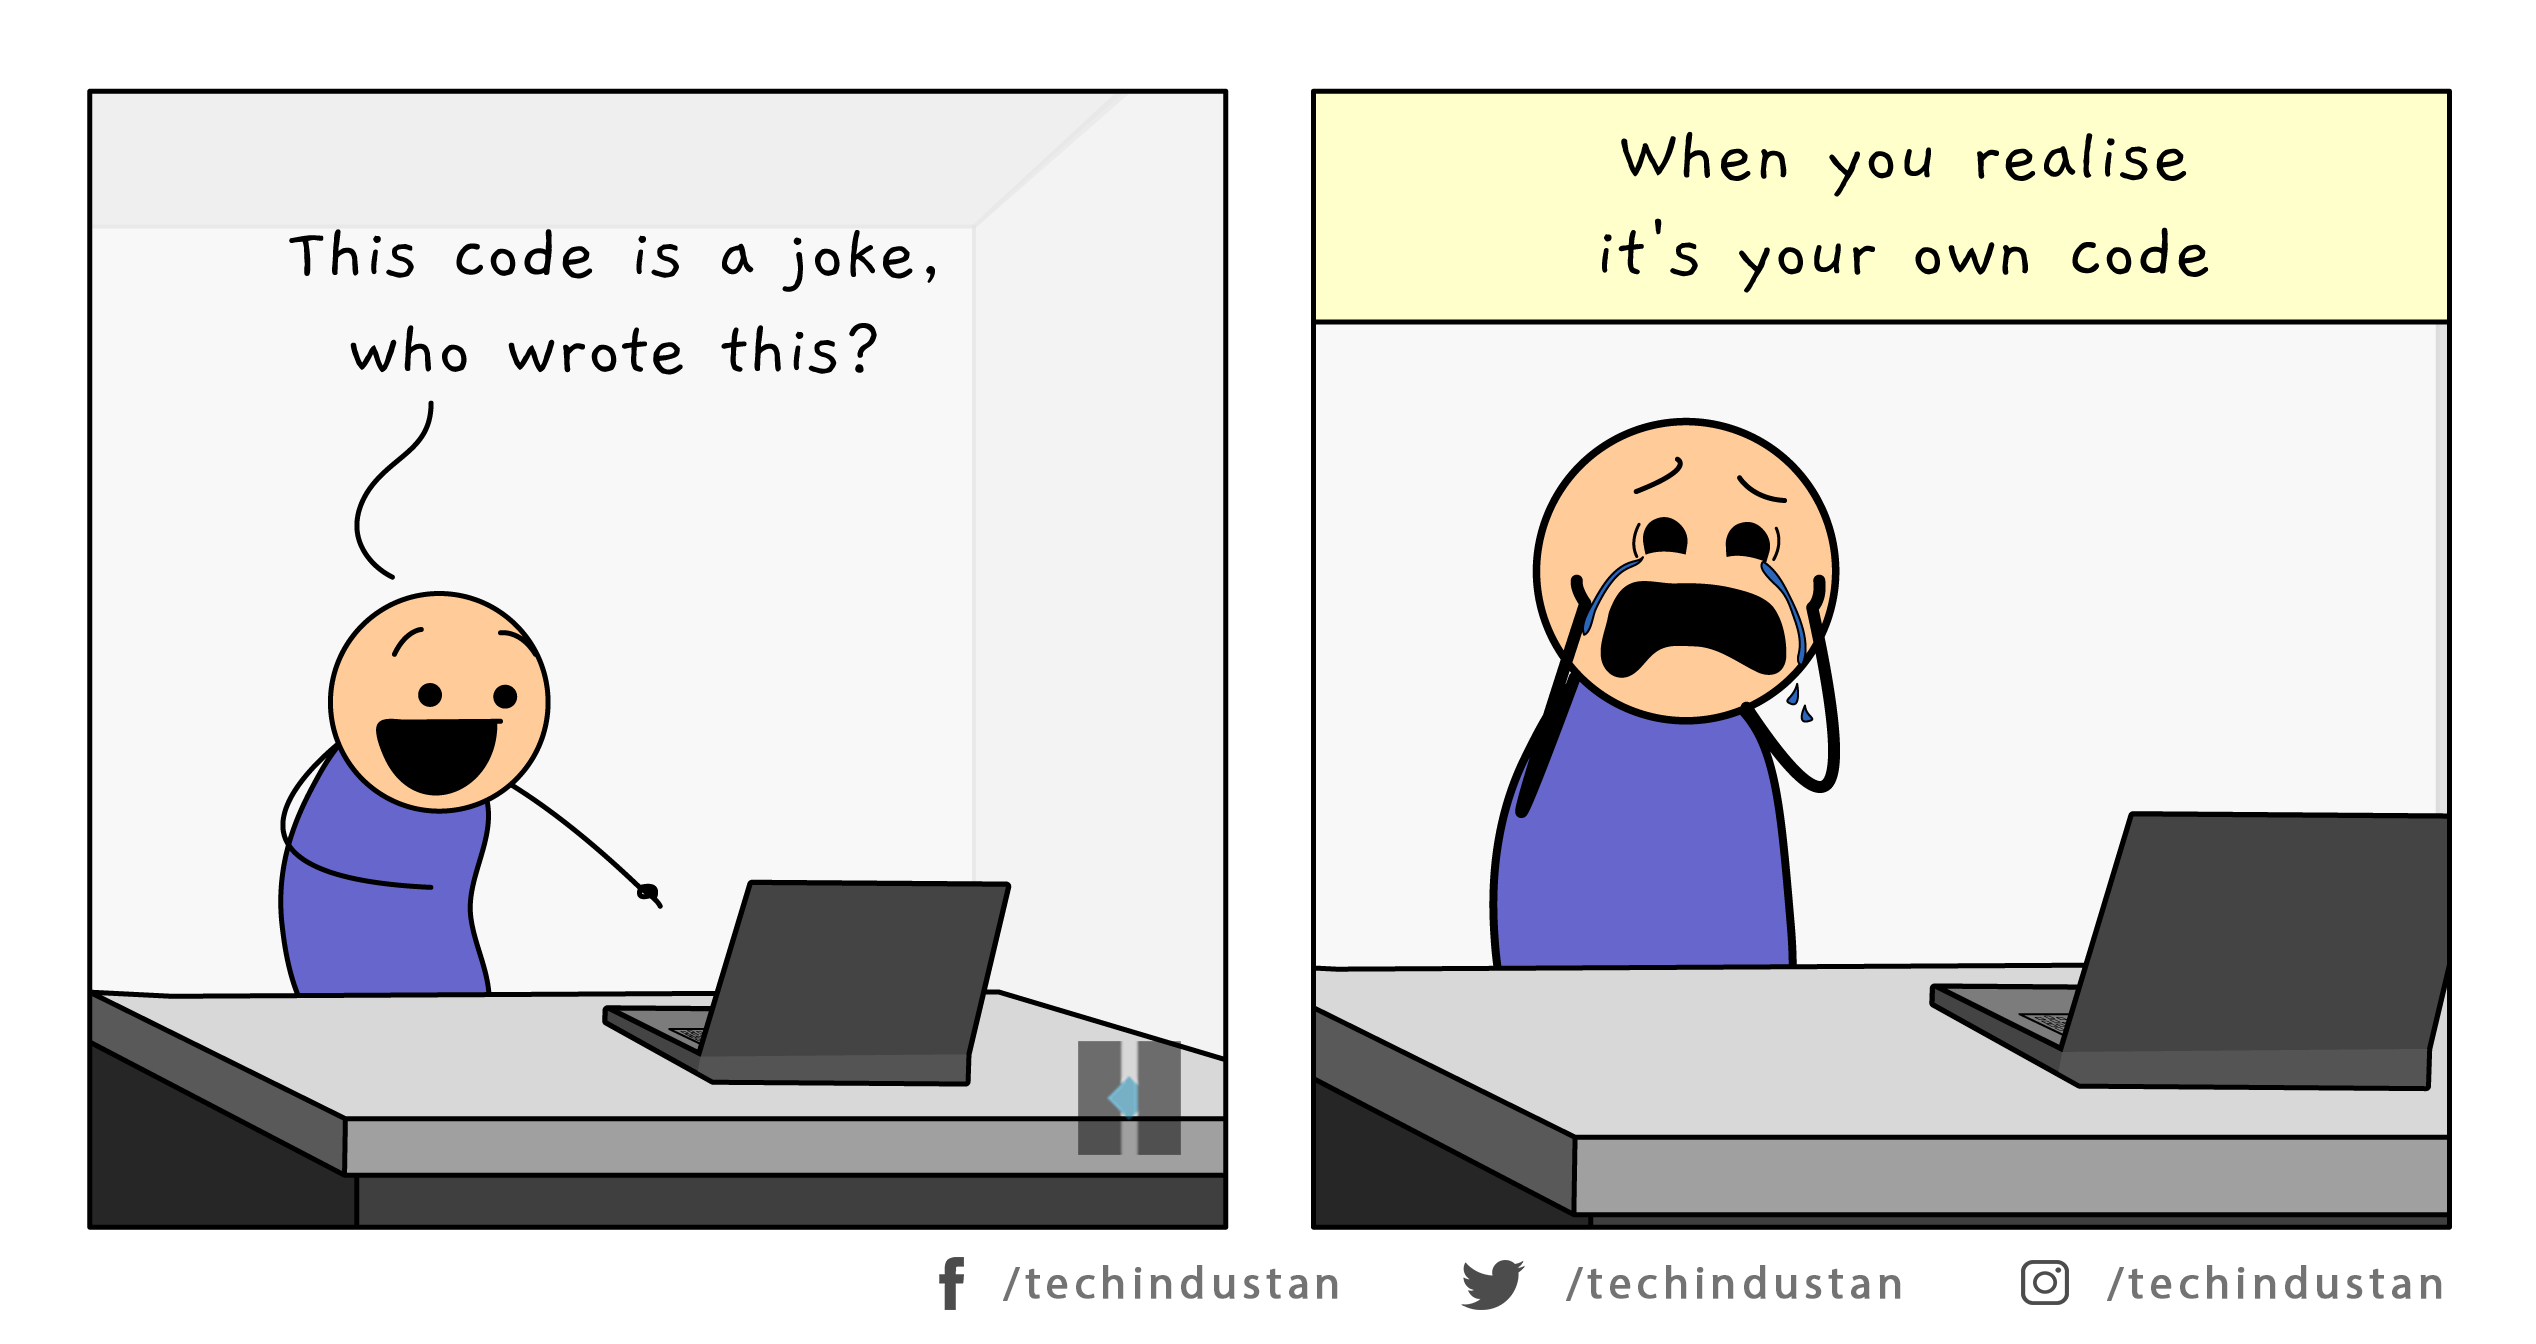 This code is a joke,
who wrote this?
When you realise
it's your own code
/techindustan
/techindustan
/techindustan